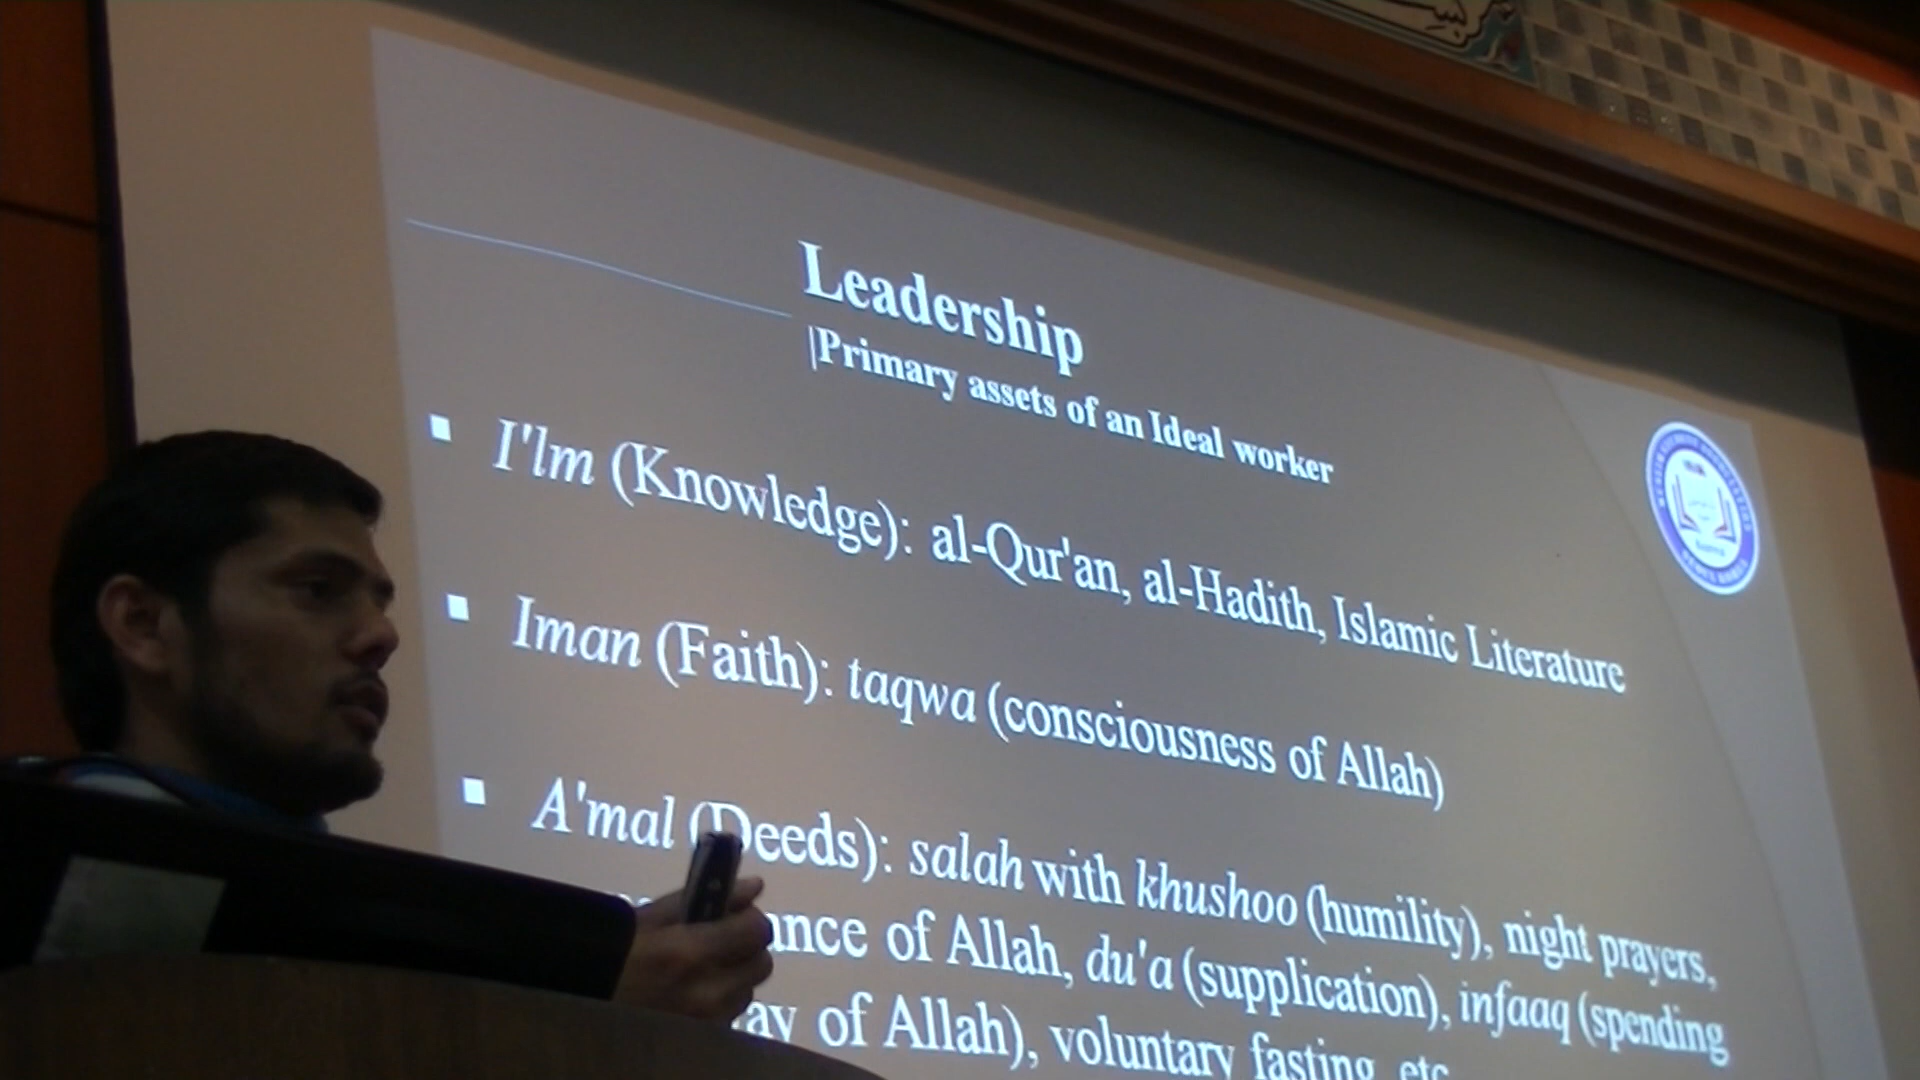 Leadership
|Primary assets of an Ideal worker
▪ I'lm (Knowledge): al-Qur'an, al-Hadith, Islamic Literature
▪ Iman (Faith): taqwa (consciousness of Allah)
▪ A'mal (Deeds): salah with khushoo (humility), night prayers,
of Allah, du'a (supplication), infaaq (spending
of Allah), voluntary fasting, etc